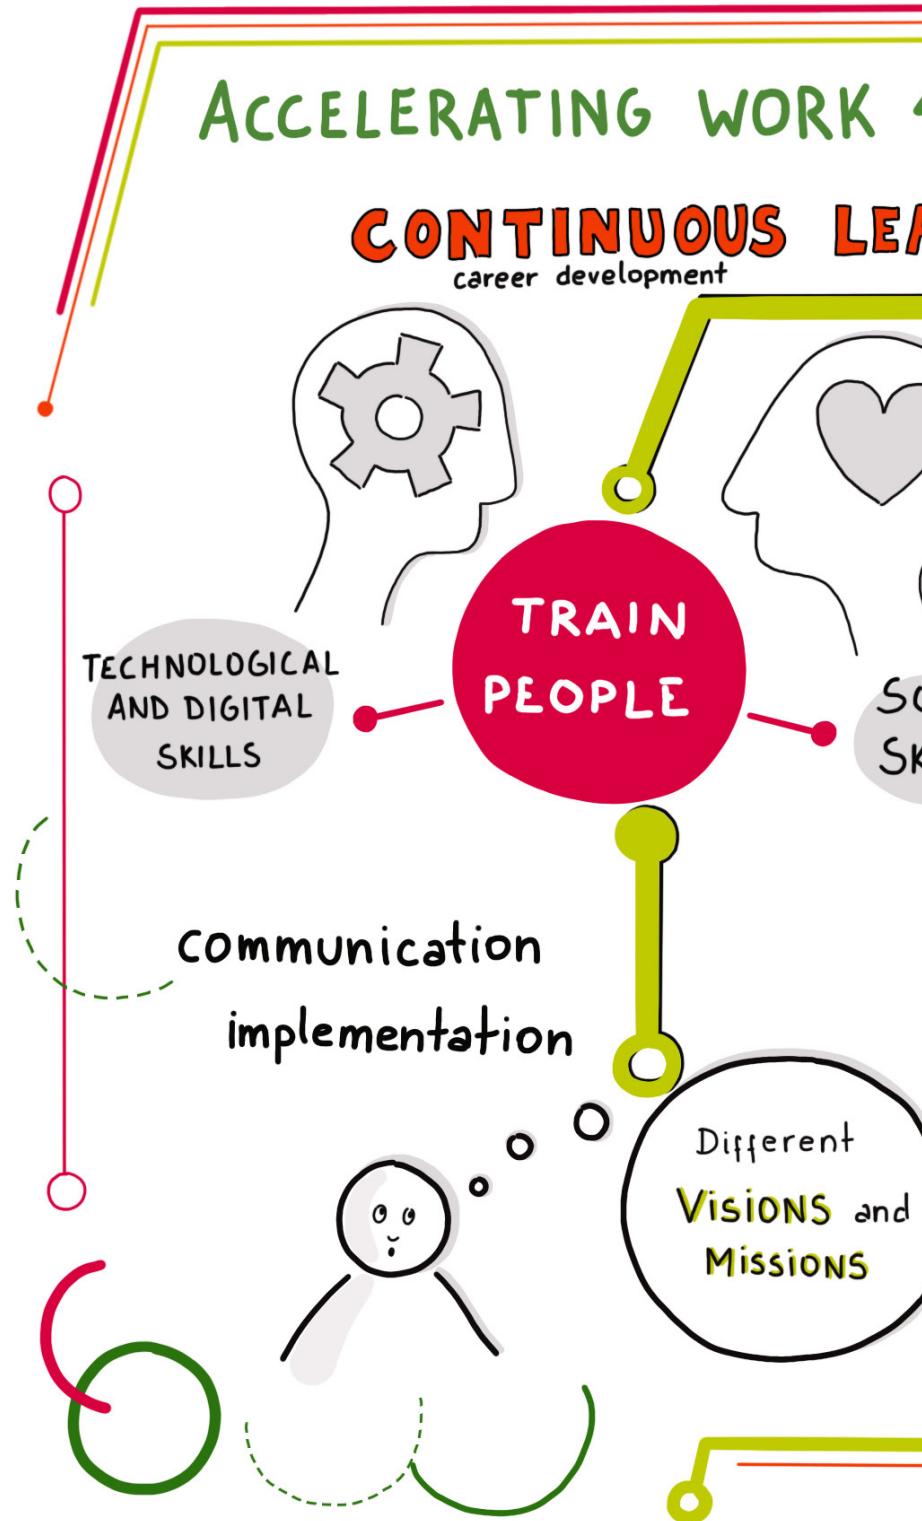 ACCELERATING WORK
CONTINUOUS
career development
TRAIN
PEOPLE
TECHNOLOGICAL
AND DIGITAL
SKILLS
communication
implementation
Different
VISIONS and
MISSIONS